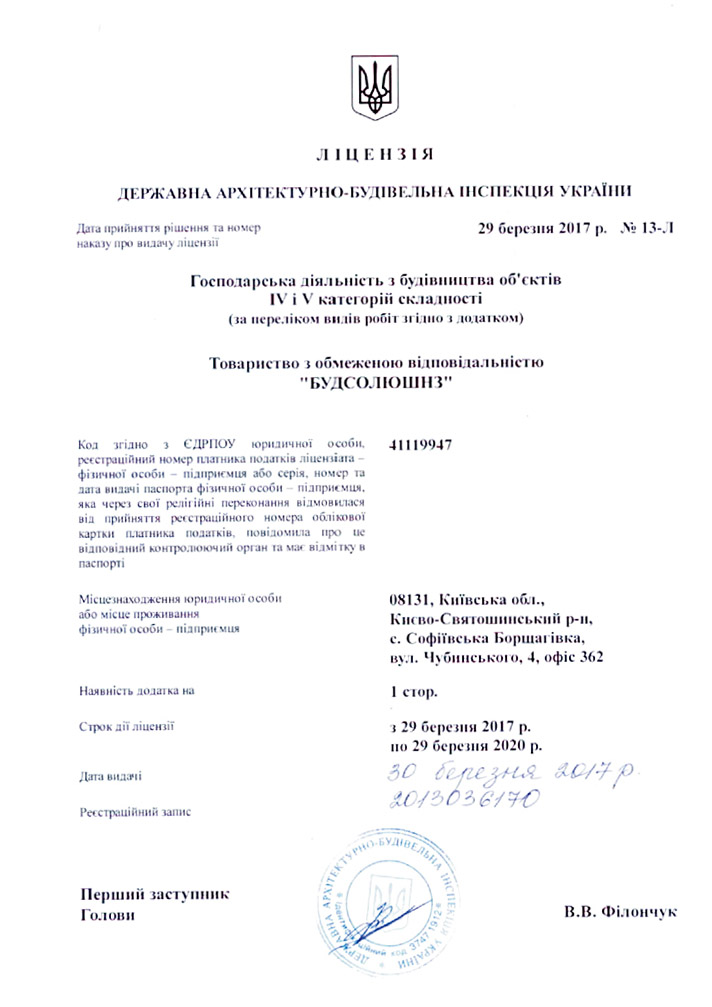 ЛІЦЕНЗІЯ
ДЕРЖАВНА АРХІТЕКТУРНО-БУДІВЕЛЬНА ІНСПЕКЦІЯ УКРАЇНИ
Дата прийняття рішення та номер
наказу про видачу ліцензії
29 березня 2017 р. № 13-Л
Господарська діяльність з будівництва об'єктів
IV і V категорій складності
(за переліком видів робіт згідно з додатком)
Товариство з обмеженою відповідальністю
"БУДСОЛЮШНЗ"
Код згідно з ЄДРПОУ юридичної особи,
реєстраційний номер платника податків ліцензіата –
фізичної особи – підприємця або серія, номер та
дата видачі паспорта фізичної особи – підприємця,
яка через свої релігійні переконання відмовилася
від прийняття реєстраційного номера облікової
картки платника податків, повідомила про це
відповідний контролюючий орган та має відмітку в
паспорті
41119947
Місцезнаходження юридичної особи
або місце проживання
фізичної особи – підприємця
08131, Київська обл.,
Києво-Святошинський р-н,
с. Софіївська Борщагівка,
вул. Чубинського, 4, офіс 362
Наявність додатка на
1 стор.
Строк дії ліцензії
з 29 березня 2017 р.
по 29 березня 2020 р.
Дата видачі
30 березня 2017 р.
2013036170
Реєстраційний запис
Перший заступник
Голови
ДЕРЖАВНА АРХІТЕКТУРНО-БУДІВЕЛЬНА ІНСПЕКЦІЯ УКРАЇНИ
Ідентифікаційний код 37471912
В.В. Філончук